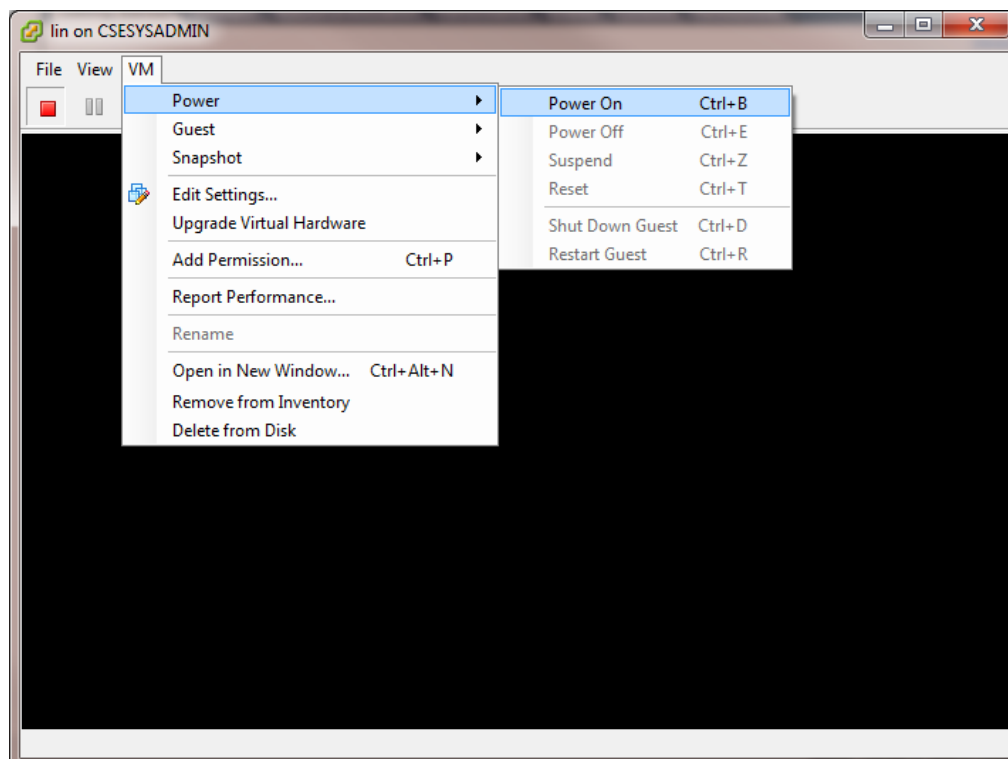 lin on CSESYSADMIN
File View VM
Power
Guest
Snapshot
Edit Settings...
Upgrade Virtual Hardware
Add Permission... Ctrl+P
Report Performance...
Rename
Open in New Window... Ctrl+Alt+N
Remove from Inventory
Delete from Disk
Power On Ctrl+B
Power Off Ctrl+E
Suspend Ctrl+Z
Reset Ctrl+T
Shut Down Guest Ctrl+D
Restart Guest Ctrl+R